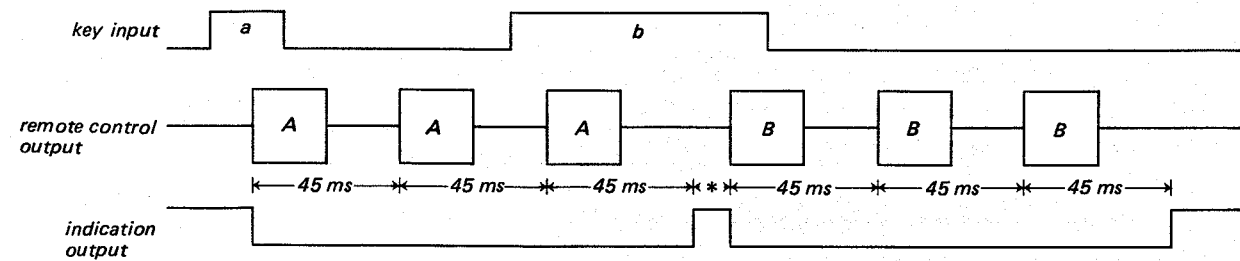 key input
a
b
remote control
output
A
A
A
B
B
B
45 ms
45 ms
45 ms
*
45 ms
45 ms
45 ms
indication
output